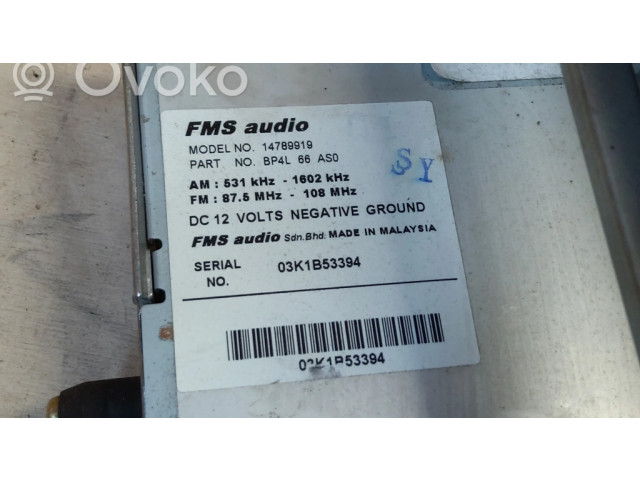 Ovoko
FMS audio
MODEL NO. 14789919
PART NO. BP4L 66 AS0
SY
AM : 531 kHz - 1602 kHz
FM : 87.5 MHz - 108 MHz
DC 12 VOLTS NEGATIVE GROUND
FMS audio Sdn.Bhd. MADE IN MALAYSIA
SERIAL NO. 03K1B53394
03K1B53394